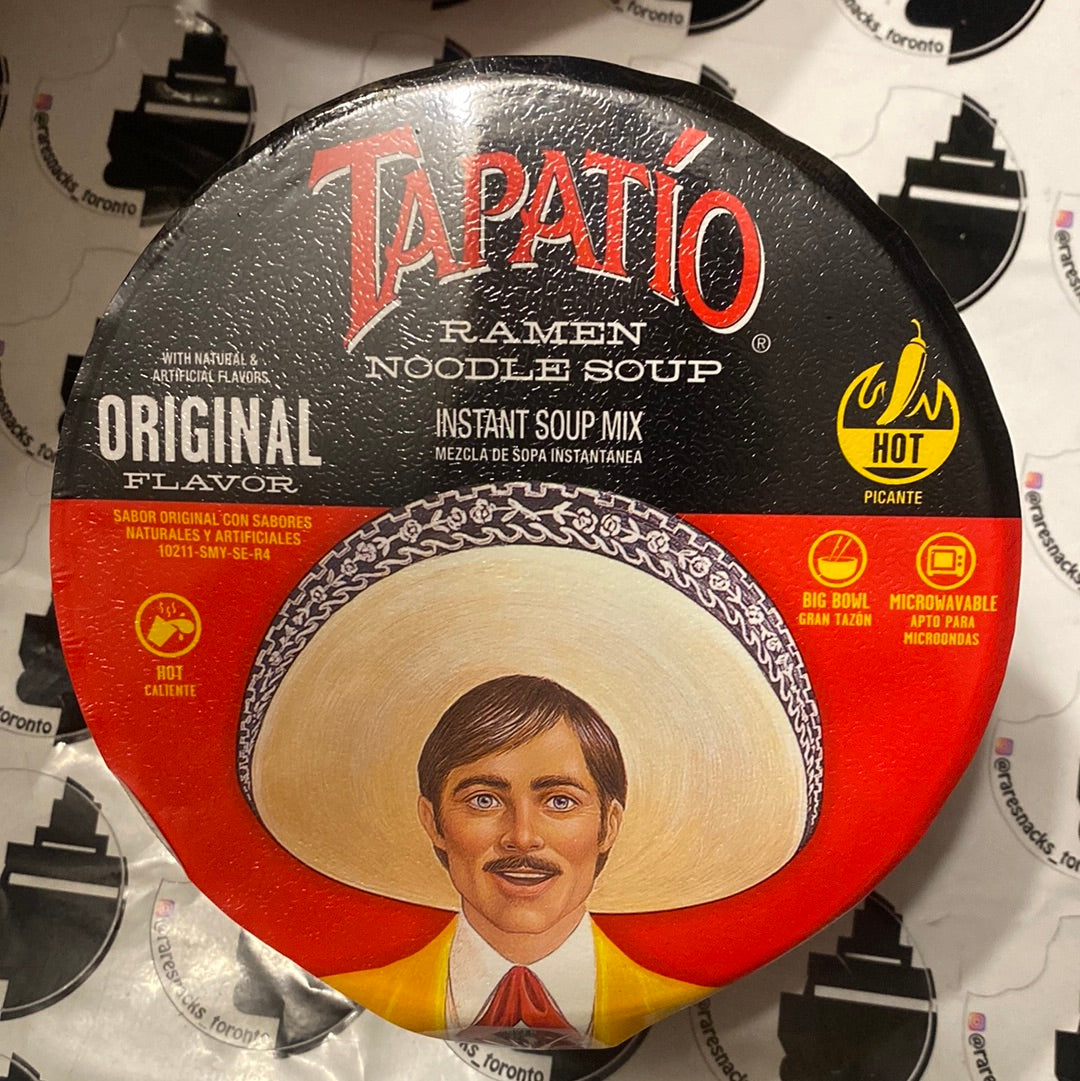 TAPATÍO
®
RAMEN
NOODLE SOUP
INSTANT SOUP MIX
MEZCLA DE SOPA INSTANTÁNEA
WITH NATURAL &
ARTIFICIAL FLAVORS
ORIGINAL
FLAVOR
SABOR ORIGINAL CON SABORES
NATURALES Y ARTIFICIALES
10211-SMY-SE-R4
HOT
CALIENTE
HOT
PICANTE
BIG BOWL
GRAN TAZÓN
MICROWAVABLE
APTO PARA
MICROONDAS
@raresnacks_toronto
@raresnacks_toronto